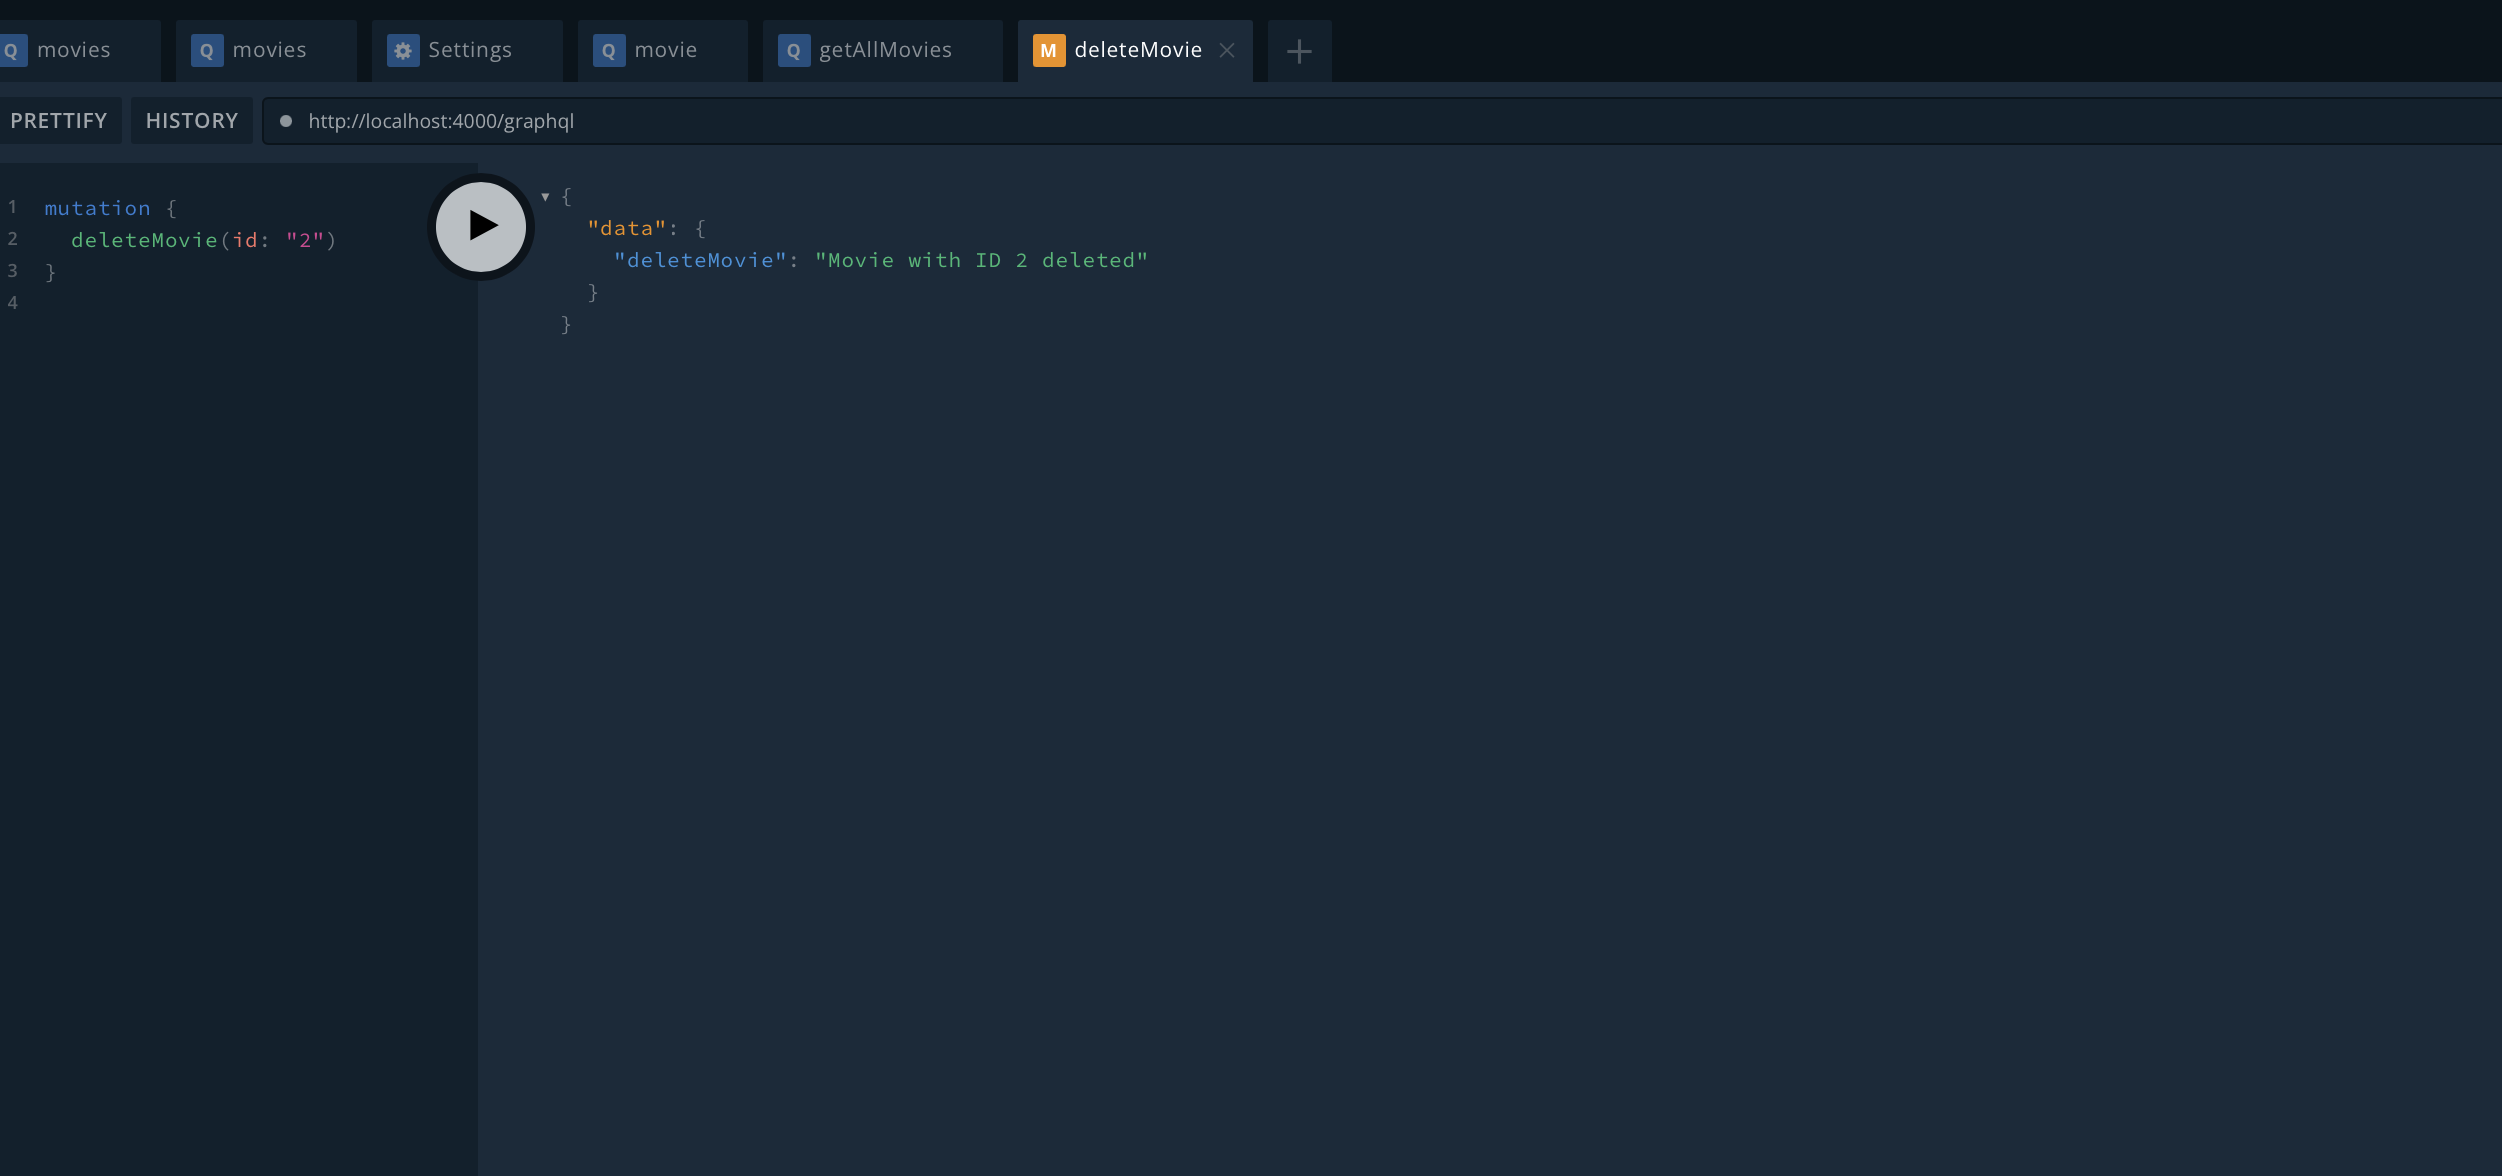 Q movies Q movies Settings Q movie Q getAllMovies M deleteMovie
PRETTIFY HISTORY http://localhost:4000/graphql
1 mutation {
2 deleteMovie(id: "2")
3 }
4
{
"data": {
"deleteMovie": "Movie with ID 2 deleted"
}
}